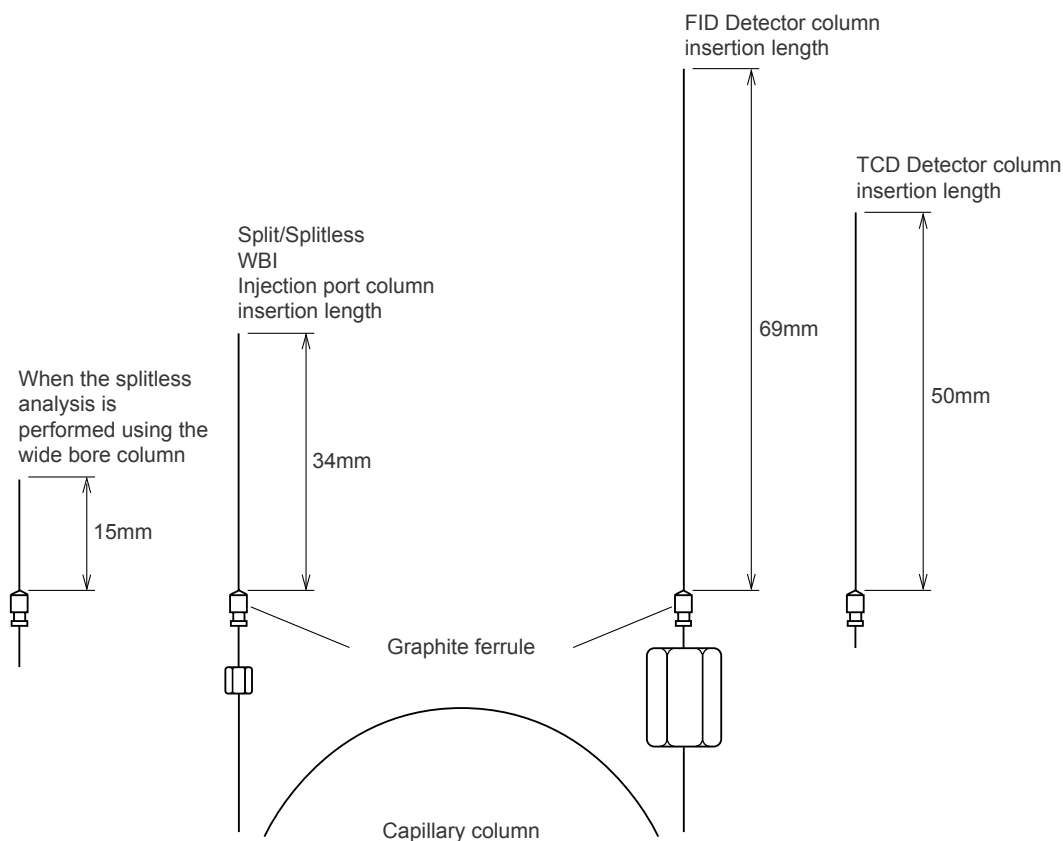 FID Detector column
insertion length
TCD Detector column
insertion length
Split/Splitless
WBI
Injection port column
insertion length
69mm
When the splitless
analysis is
performed using the
wide bore column
50mm
34mm
15mm
Graphite ferrule
Capillary column